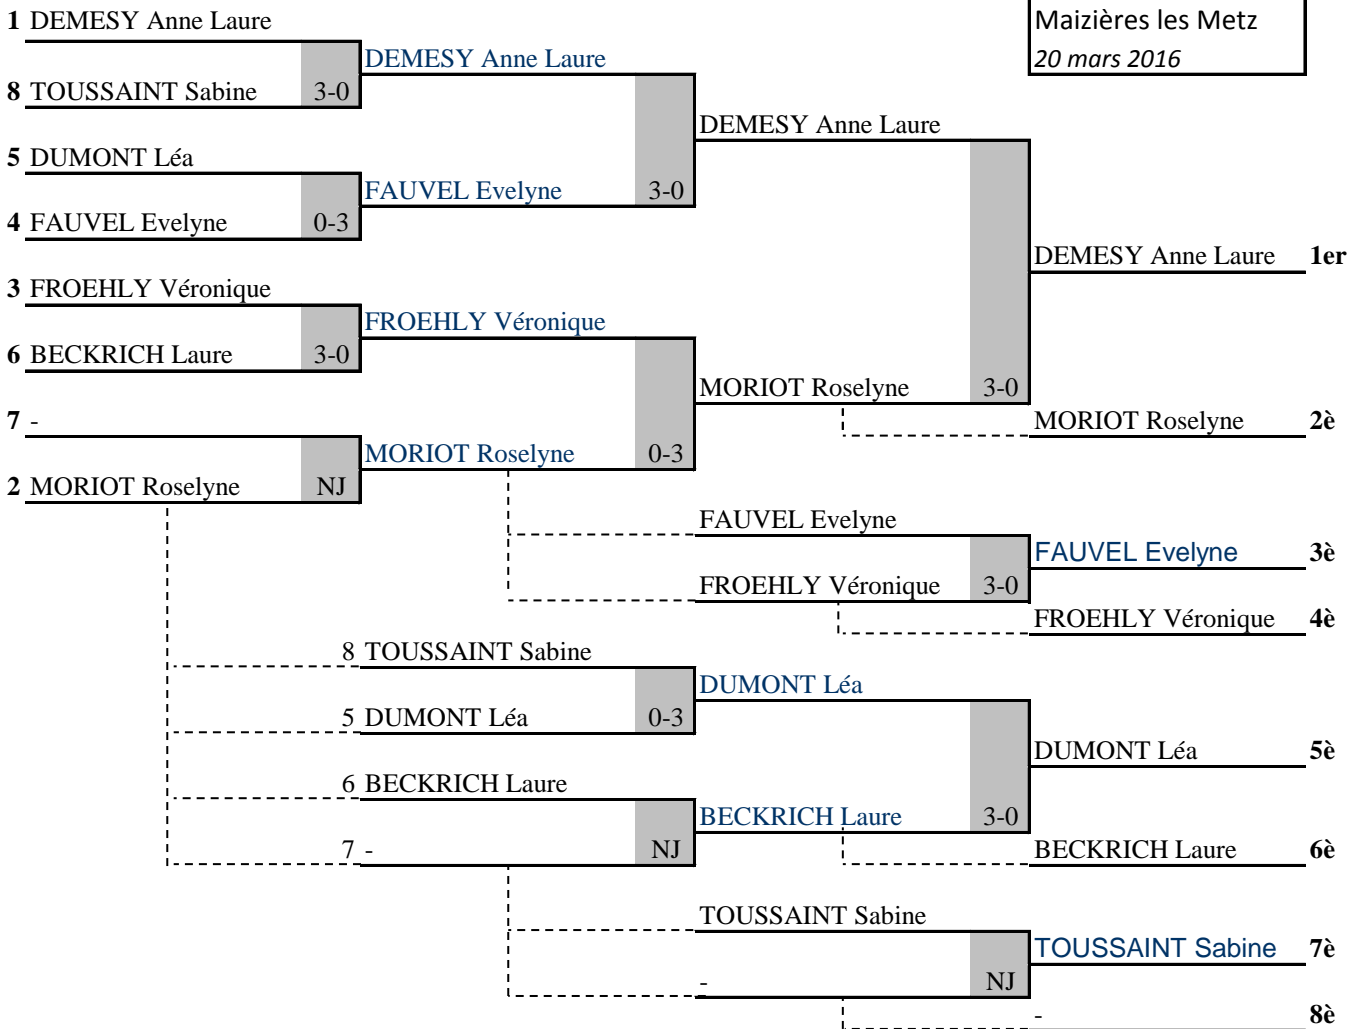 1 DEMESY Anne Laure
Maizières les Metz
20 mars 2016
DEMESY Anne Laure
8 TOUSSAINT Sabine 3-0
DEMESY Anne Laure
5 DUMONT Léa
FAUVEL Evelyne 3-0
4 FAUVEL Evelyne 0-3
DEMESY Anne Laure 1er
3 FROEHLY Véronique
FROEHLY Véronique
6 BECKRICH Laure 3-0
MORIOT Roselyne 3-0
7 -
MORIOT Roselyne 2è
MORIOT Roselyne 0-3
2 MORIOT Roselyne NJ
FAUVEL Evelyne
FAUVEL Evelyne 3è
FROEHLY Véronique 3-0
FROEHLY Véronique 4è
8 TOUSSAINT Sabine
DUMONT Léa
5 DUMONT Léa 0-3
DUMONT Léa 5è
6 BECKRICH Laure
BECKRICH Laure 3-0
7 - NJ
BECKRICH Laure 6è
TOUSSAINT Sabine
TOUSSAINT Sabine 7è
- NJ
- 8è